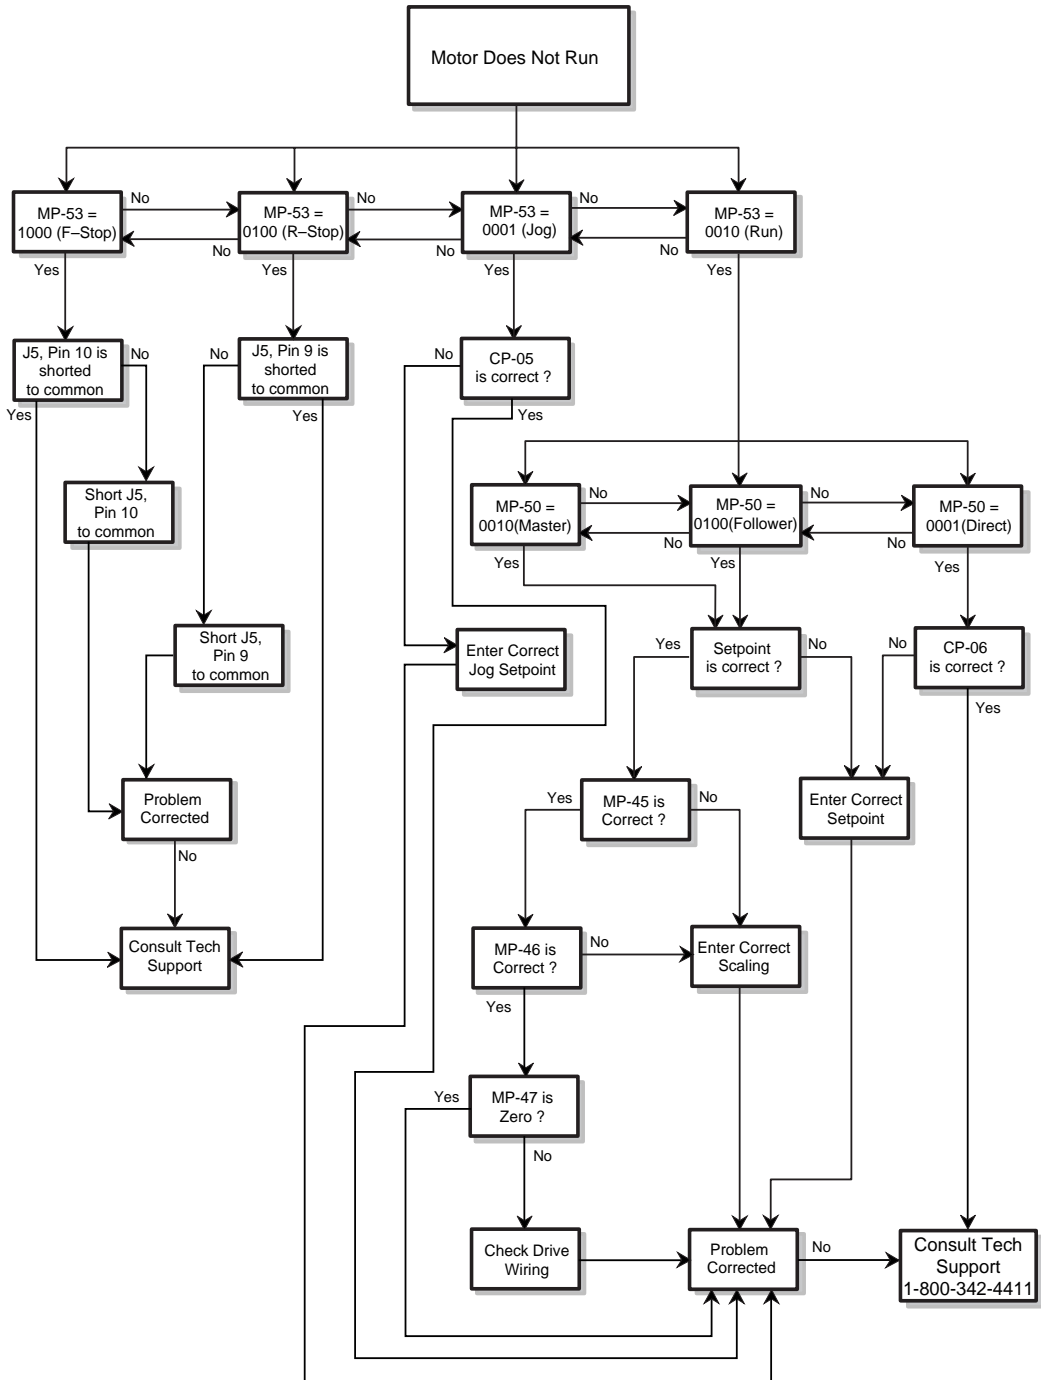 Motor Does Not Run
MP-53 =
1000 (F–Stop)
No
No
MP-53 =
0100 (R–Stop)
No
No
MP-53 =
0001 (Jog)
No
No
MP-53 =
0010 (Run)
Yes
Yes
Yes
Yes
J5, Pin 10 is
shorted
to common
No
Yes
No
J5, Pin 9 is
shorted
to common
Yes
No
CP-05
is correct ?
Yes
Short J5,
Pin 10
to common
MP-50 =
0010(Master)
No
No
MP-50 =
0100(Follower)
No
No
MP-50 =
0001(Direct)
Yes
Yes
Yes
Short J5,
Pin 9
to common
Enter Correct
Jog Setpoint
Yes
Setpoint
is correct ?
No
No
CP-06
is correct ?
Yes
Problem
Corrected
No
Yes
MP-45 is
Correct ?
No
Enter Correct
Setpoint
Consult Tech
Support
MP-46 is
Correct ?
No
Enter Correct
Scaling
Yes
Yes
MP-47 is
Zero ?
No
Check Drive
Wiring
Problem
Corrected
No
Consult Tech
Support
1-800-342-4411